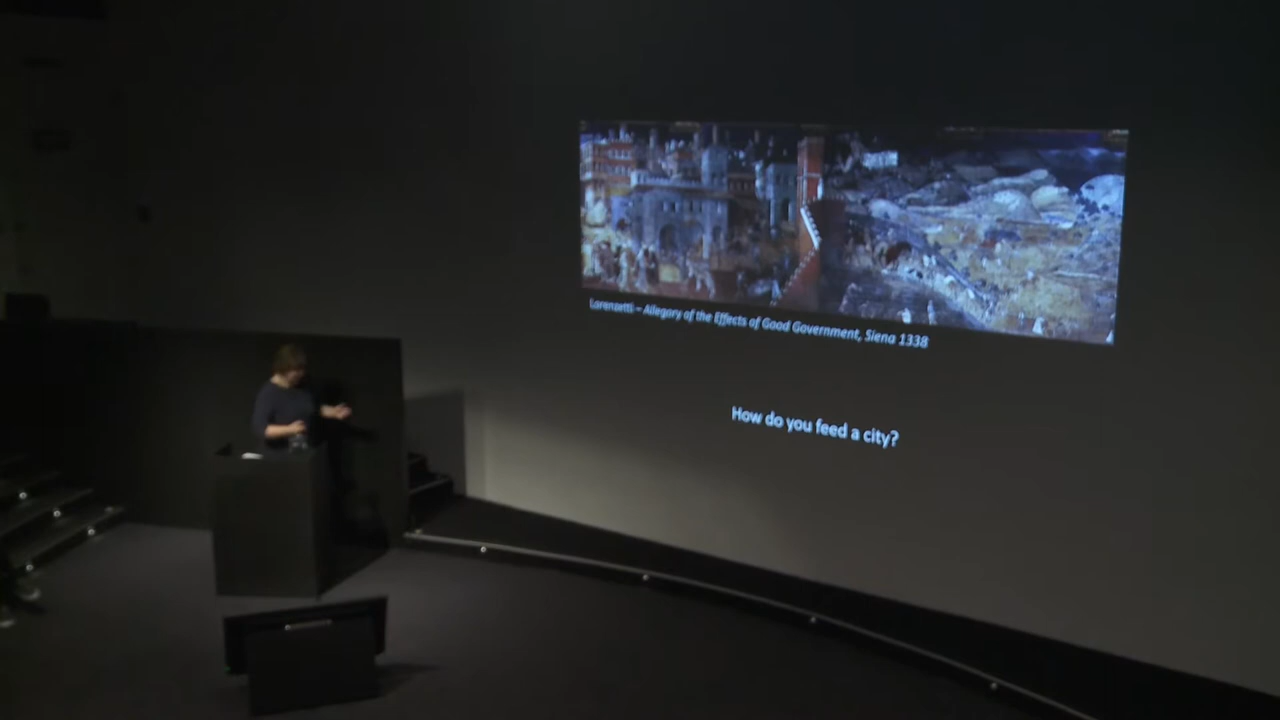 Lorenzetti – Allegory of the Effects of Good Government, Siena 1338
How do you feed a city?